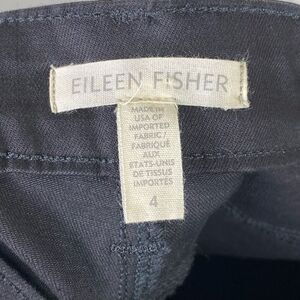 EILEEN FISHER
MADE IN
USA OF
IMPORTED
FABRIC/
FABRIQUÉ
AUX
ÉTATS-UNIS
DE TISSUS
IMPORTÉS
4